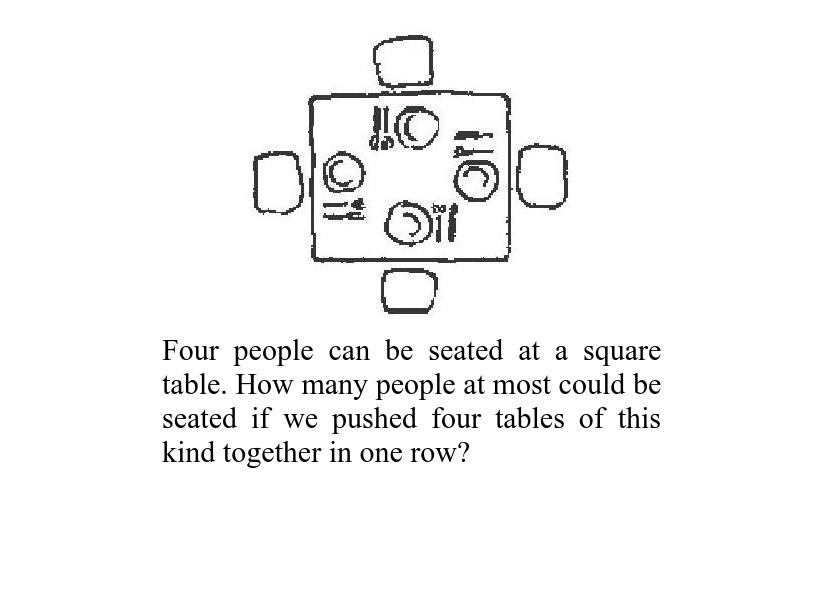 Four people can be seated at a square
table. How many people at most could be
seated if we pushed four tables of this
kind together in one row?